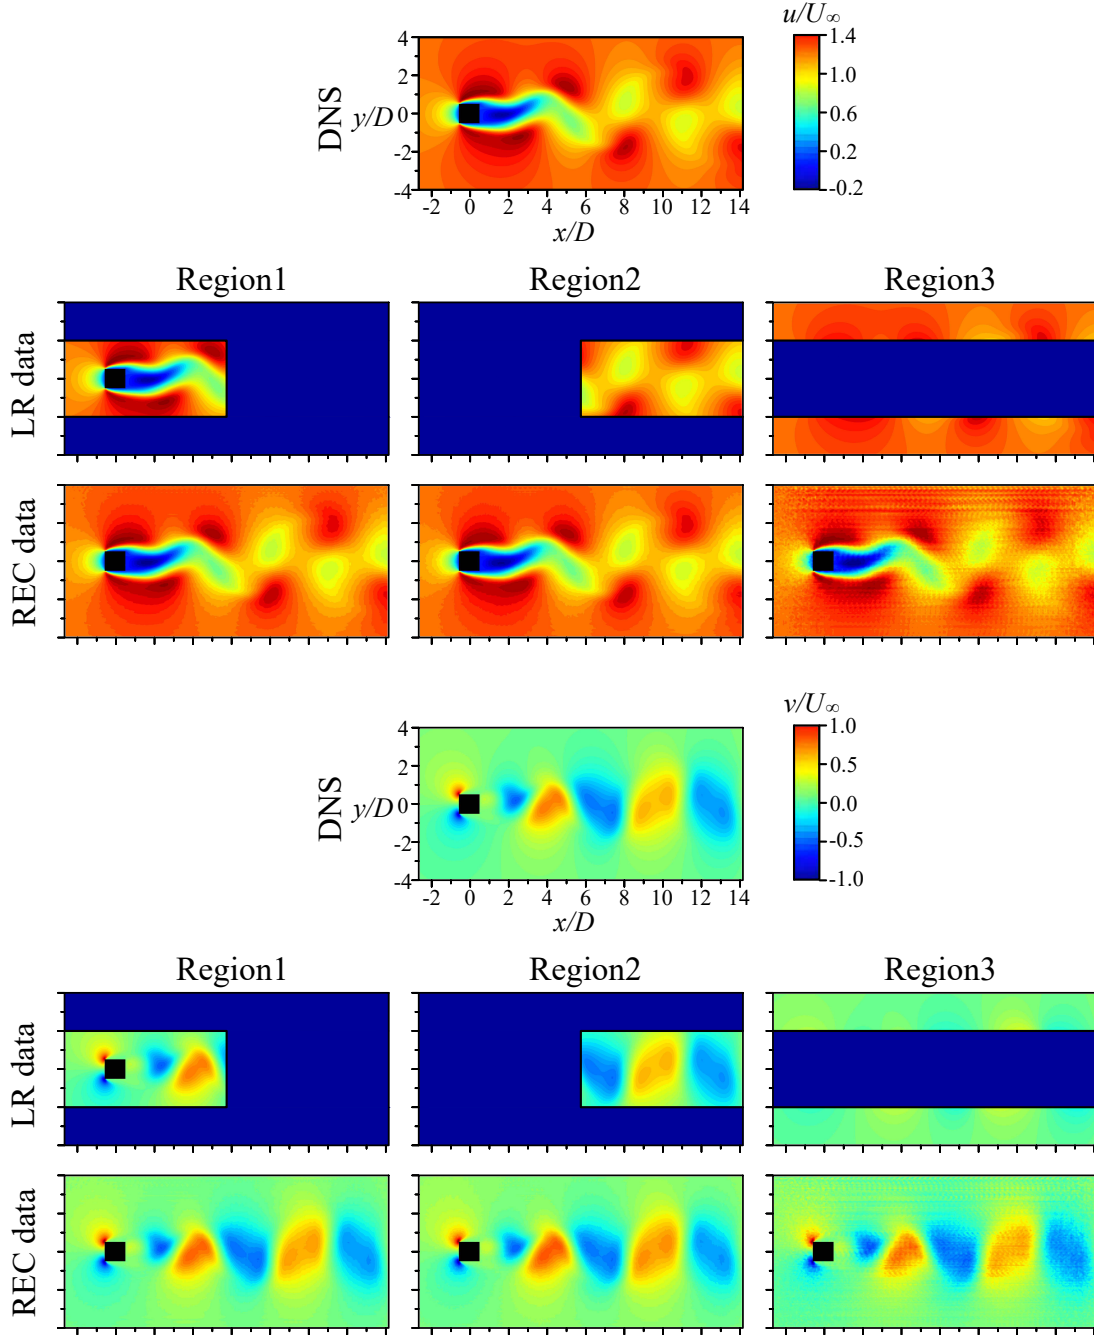 u/U∞
DNS
y/D
4
2
0
-2
-4
-2 0 2 4 6 8 10 12 14
x/D
1.4
1.0
0.6
0.2
-0.2
Region1 Region2 Region3
LR data
REC data
v/U∞
DNS
y/D
4
2
0
-2
-4
-2 0 2 4 6 8 10 12 14
x/D
1.0
0.5
0.0
-0.5
-1.0
Region1 Region2 Region3
LR data
REC data